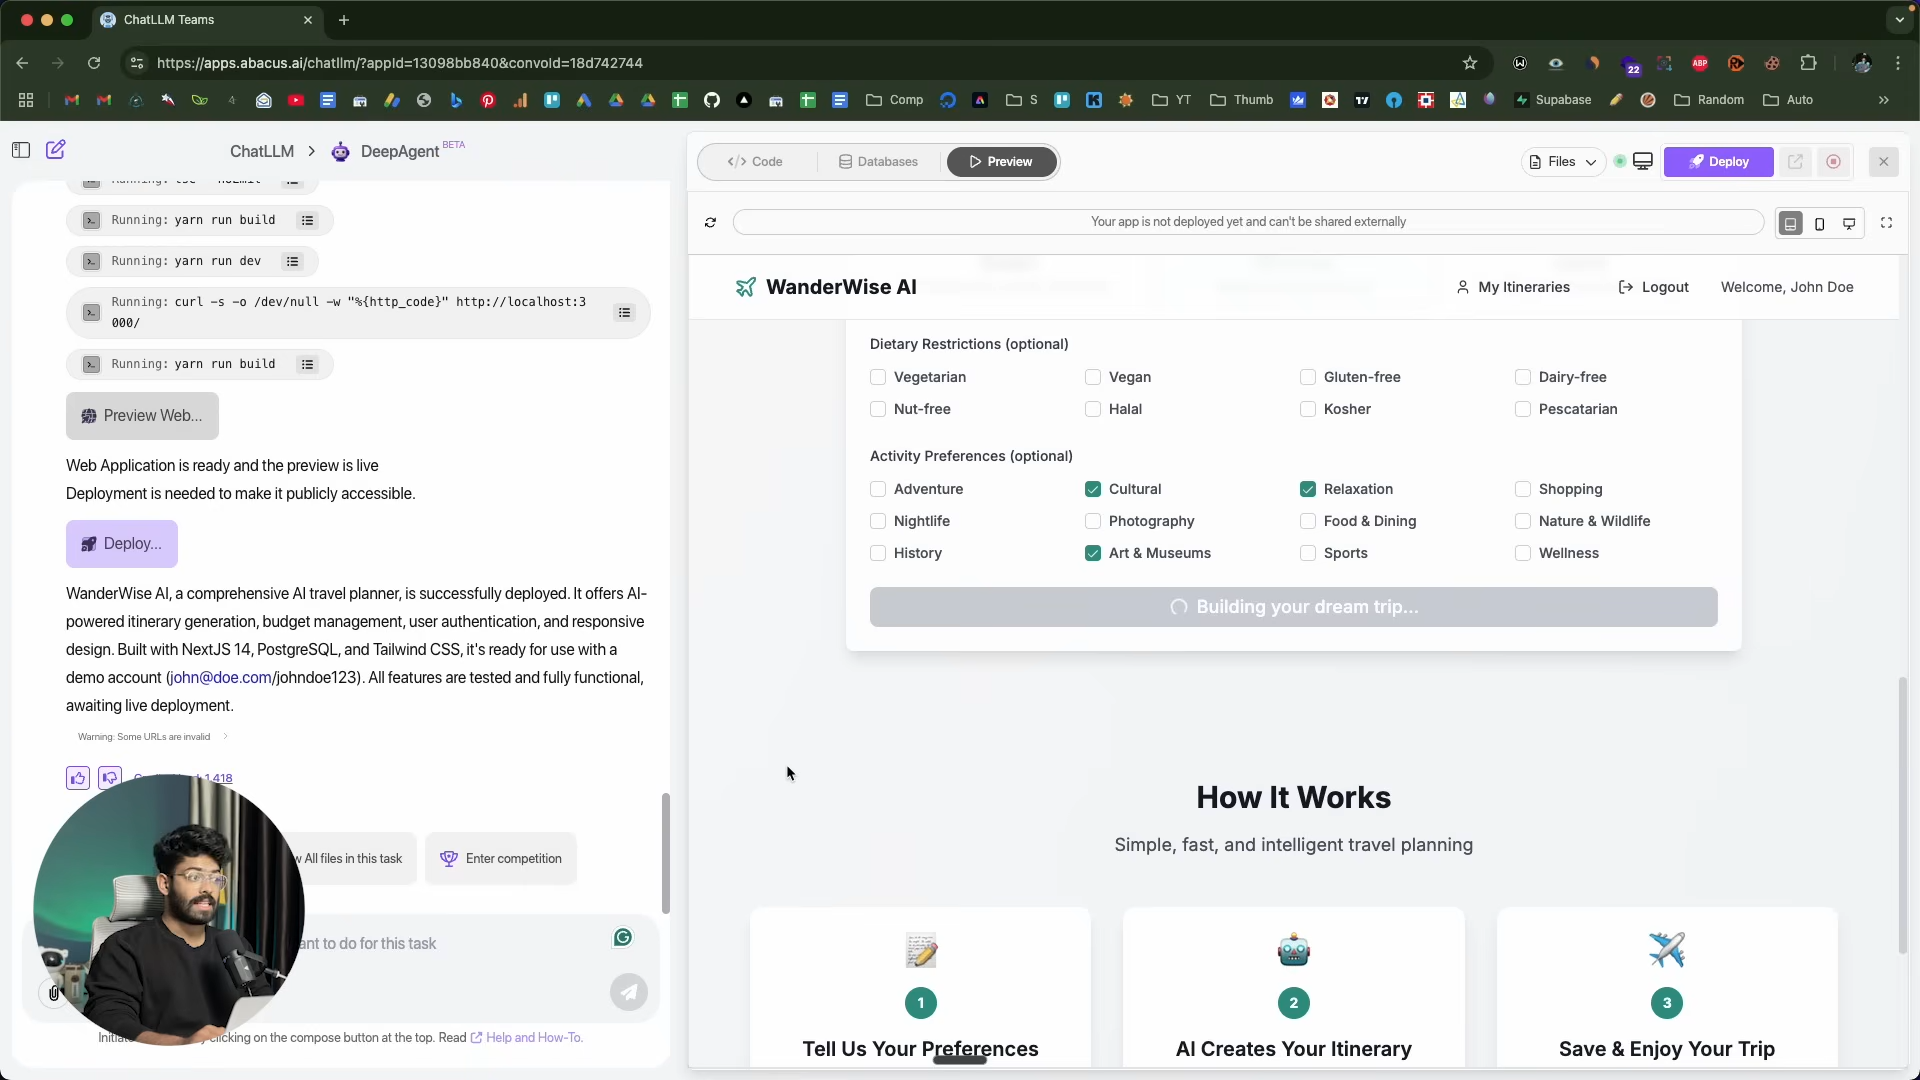 ChatLLM Teams
https://apps.abacus.ai/chatllm/?appId=13098bb840&convoId=18d742744
22
ABP
Comp
S
YT
Thumb
Supabase
Random
Auto
ChatLLM > DeepAgent BETA
Running: yarn run build
Running: yarn run dev
Running: curl -s -o /dev/null -w "%{http_code}" http://localhost:3
000/
Running: yarn run build
Preview Web...
Web Application is ready and the preview is live
Deployment is needed to make it publicly accessible.
Deploy...
WanderWise AI, a comprehensive AI travel planner, is successfully deployed. It offers AI-
powered itinerary generation, budget management, user authentication, and responsive
design. Built with NextJS 14, PostgreSQL, and Tailwind CSS, it's ready for use with a
demo account (john@doe.com/johndoe123). All features are tested and fully functional,
awaiting live deployment.
Warning: Some URLs are invalid
1,418
All files in this task
Enter competition
ant to do for this task
clicking on the compose button at the top. Read Help and How-To.
</> Code
Databases
Preview
Files
Deploy
Your app is not deployed yet and can't be shared externally
WanderWise AI
My Itineraries
Logout
Welcome, John Doe
Dietary Restrictions (optional)
Vegetarian
Vegan
Gluten-free
Dairy-free
Nut-free
Halal
Kosher
Pescatarian
Activity Preferences (optional)
Adventure
Cultural
Relaxation
Shopping
Nightlife
Photography
Food & Dining
Nature & Wildlife
History
Art & Museums
Sports
Wellness
Building your dream trip...
How It Works
Simple, fast, and intelligent travel planning
1
Tell Us Your Preferences
2
AI Creates Your Itinerary
3
Save & Enjoy Your Trip